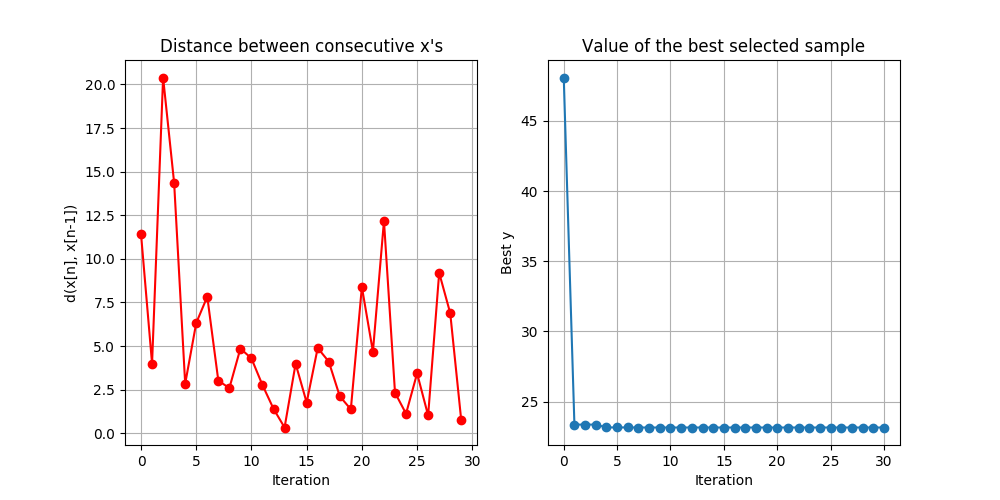 Distance between consecutive x's
20.0
17.5
15.0
12.5
10.0
7.5
5.0
2.5
0.0
d(x[n], x[n-1])
0 5 10 15 20 25 30
Iteration
Value of the best selected sample
45
40
35
30
25
Best y
0 5 10 15 20 25 30
Iteration